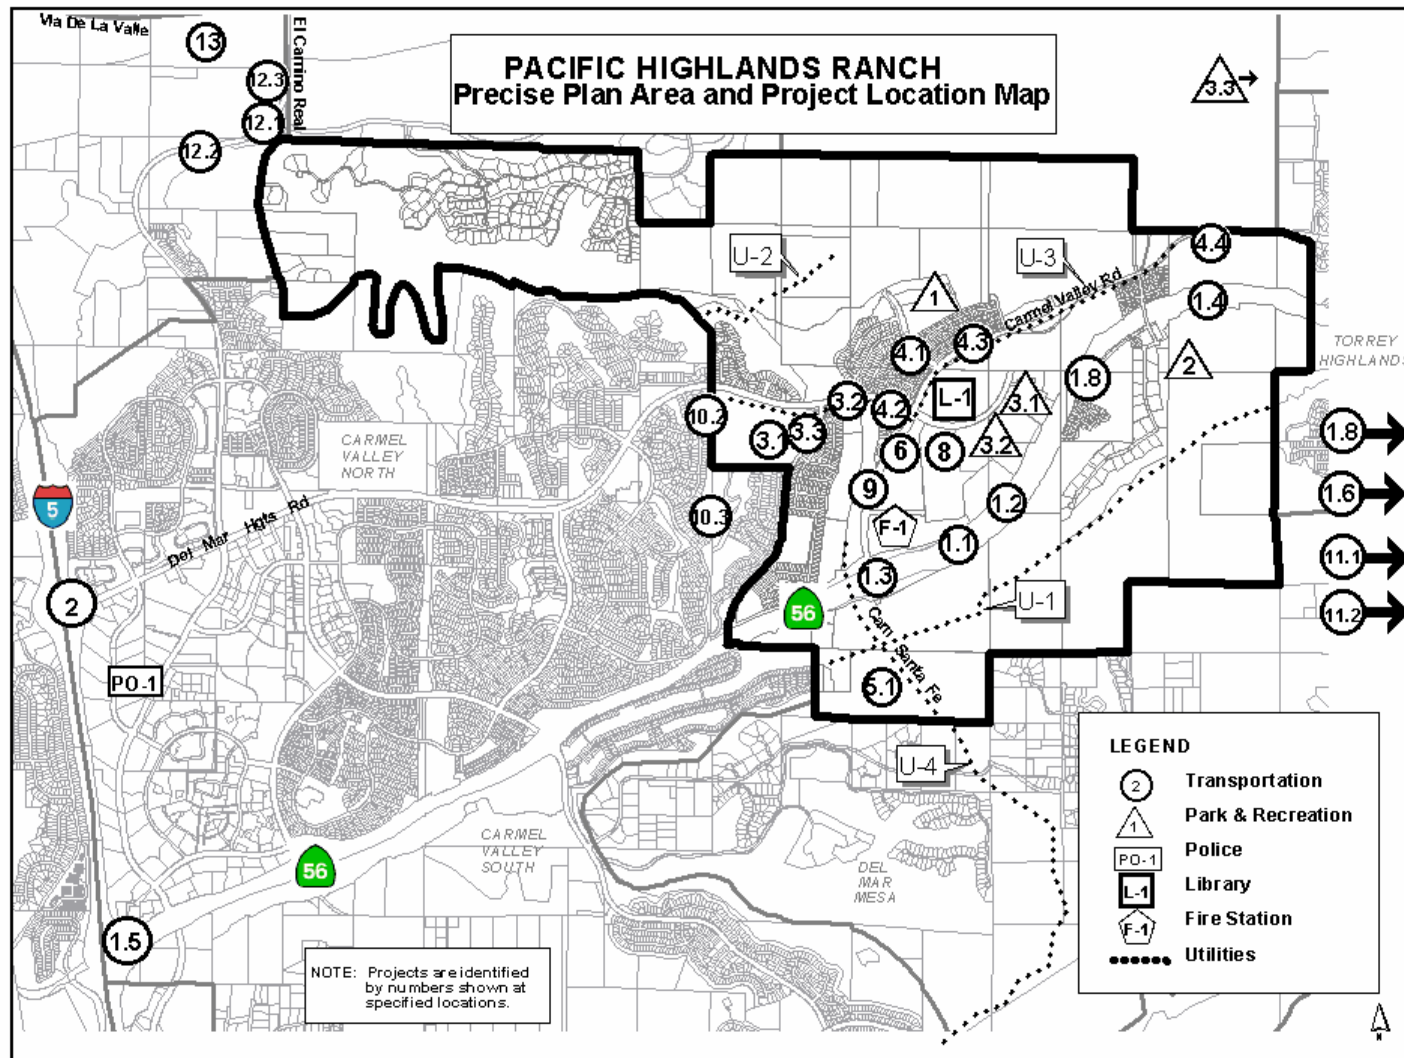 Via De La Valle
El Camino Real
13
12.3
12.1
12.2
PACIFIC HIGHLANDS RANCH
Precise Plan Area and Project Location Map
3.3
U-2
U-3
4.4
1
Carmel Valley Rd
1.4
4.1
4.3
TORREY
HIGHLANDS
2
1.8
10.2
3.2
4.2
L-1
3.1
3.1
3.3
6
8
3.2
1.8
CARMEL
VALLEY
NORTH
5
Del Mar Hgts Rd
9
1.2
1.6
10.3
F-1
1.1
11.1
1.3
2
56
U-1
11.2
Cam Santa Fe
PO-1
5.1
U-4
CARMEL
VALLEY
SOUTH
56
DEL
MAR
MESA
1.5
NOTE: Projects are identified
by numbers shown at
specified locations.
LEGEND
2 Transportation
1 Park & Recreation
PO-1 Police
L-1 Library
F-1 Fire Station
Utilities
N